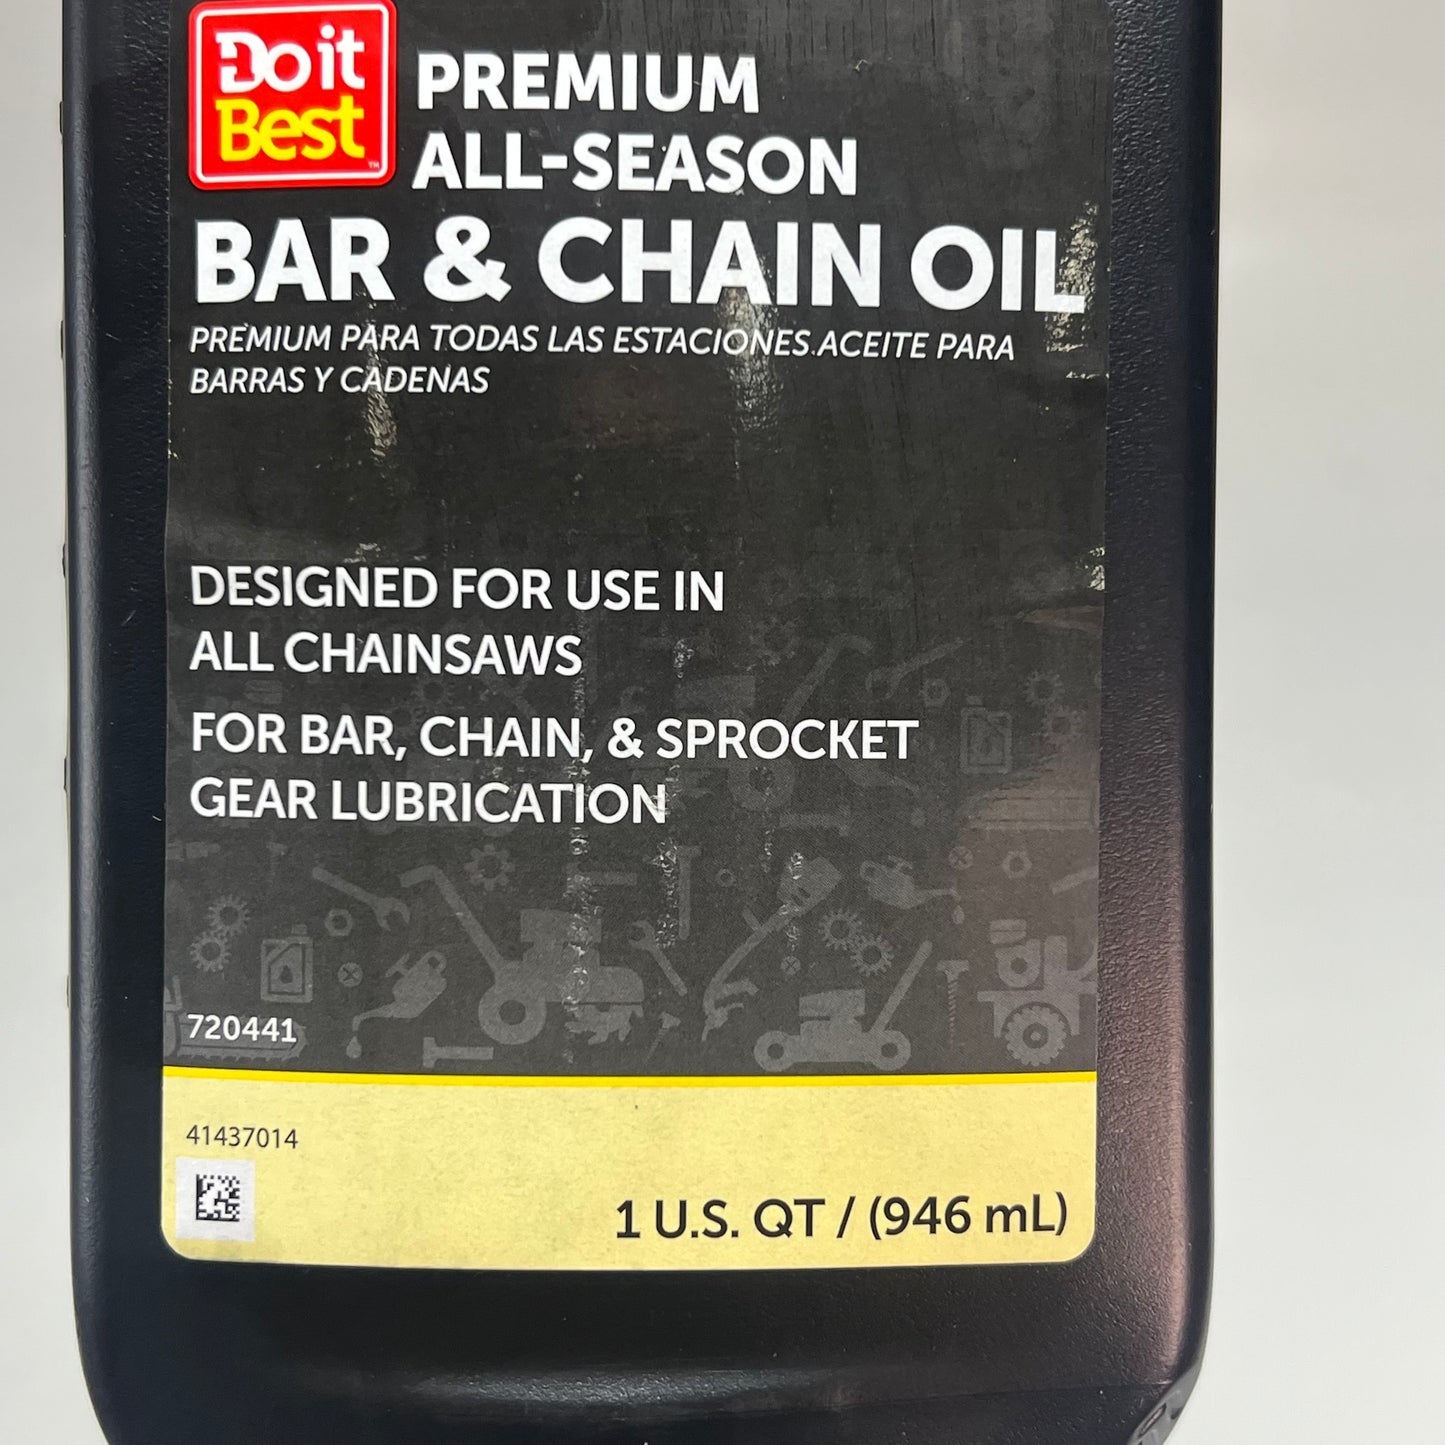 Do it
Best™
PREMIUM
ALL-SEASON
BAR & CHAIN OIL
PREMIUM PARA TODAS LAS ESTACIONES.ACEITE PARA
BARRAS Y CADENAS
DESIGNED FOR USE IN
ALL CHAINSAWS
FOR BAR, CHAIN, & SPROCKET
GEAR LUBRICATION
720441
41437014
1 U.S. QT / (946 mL)